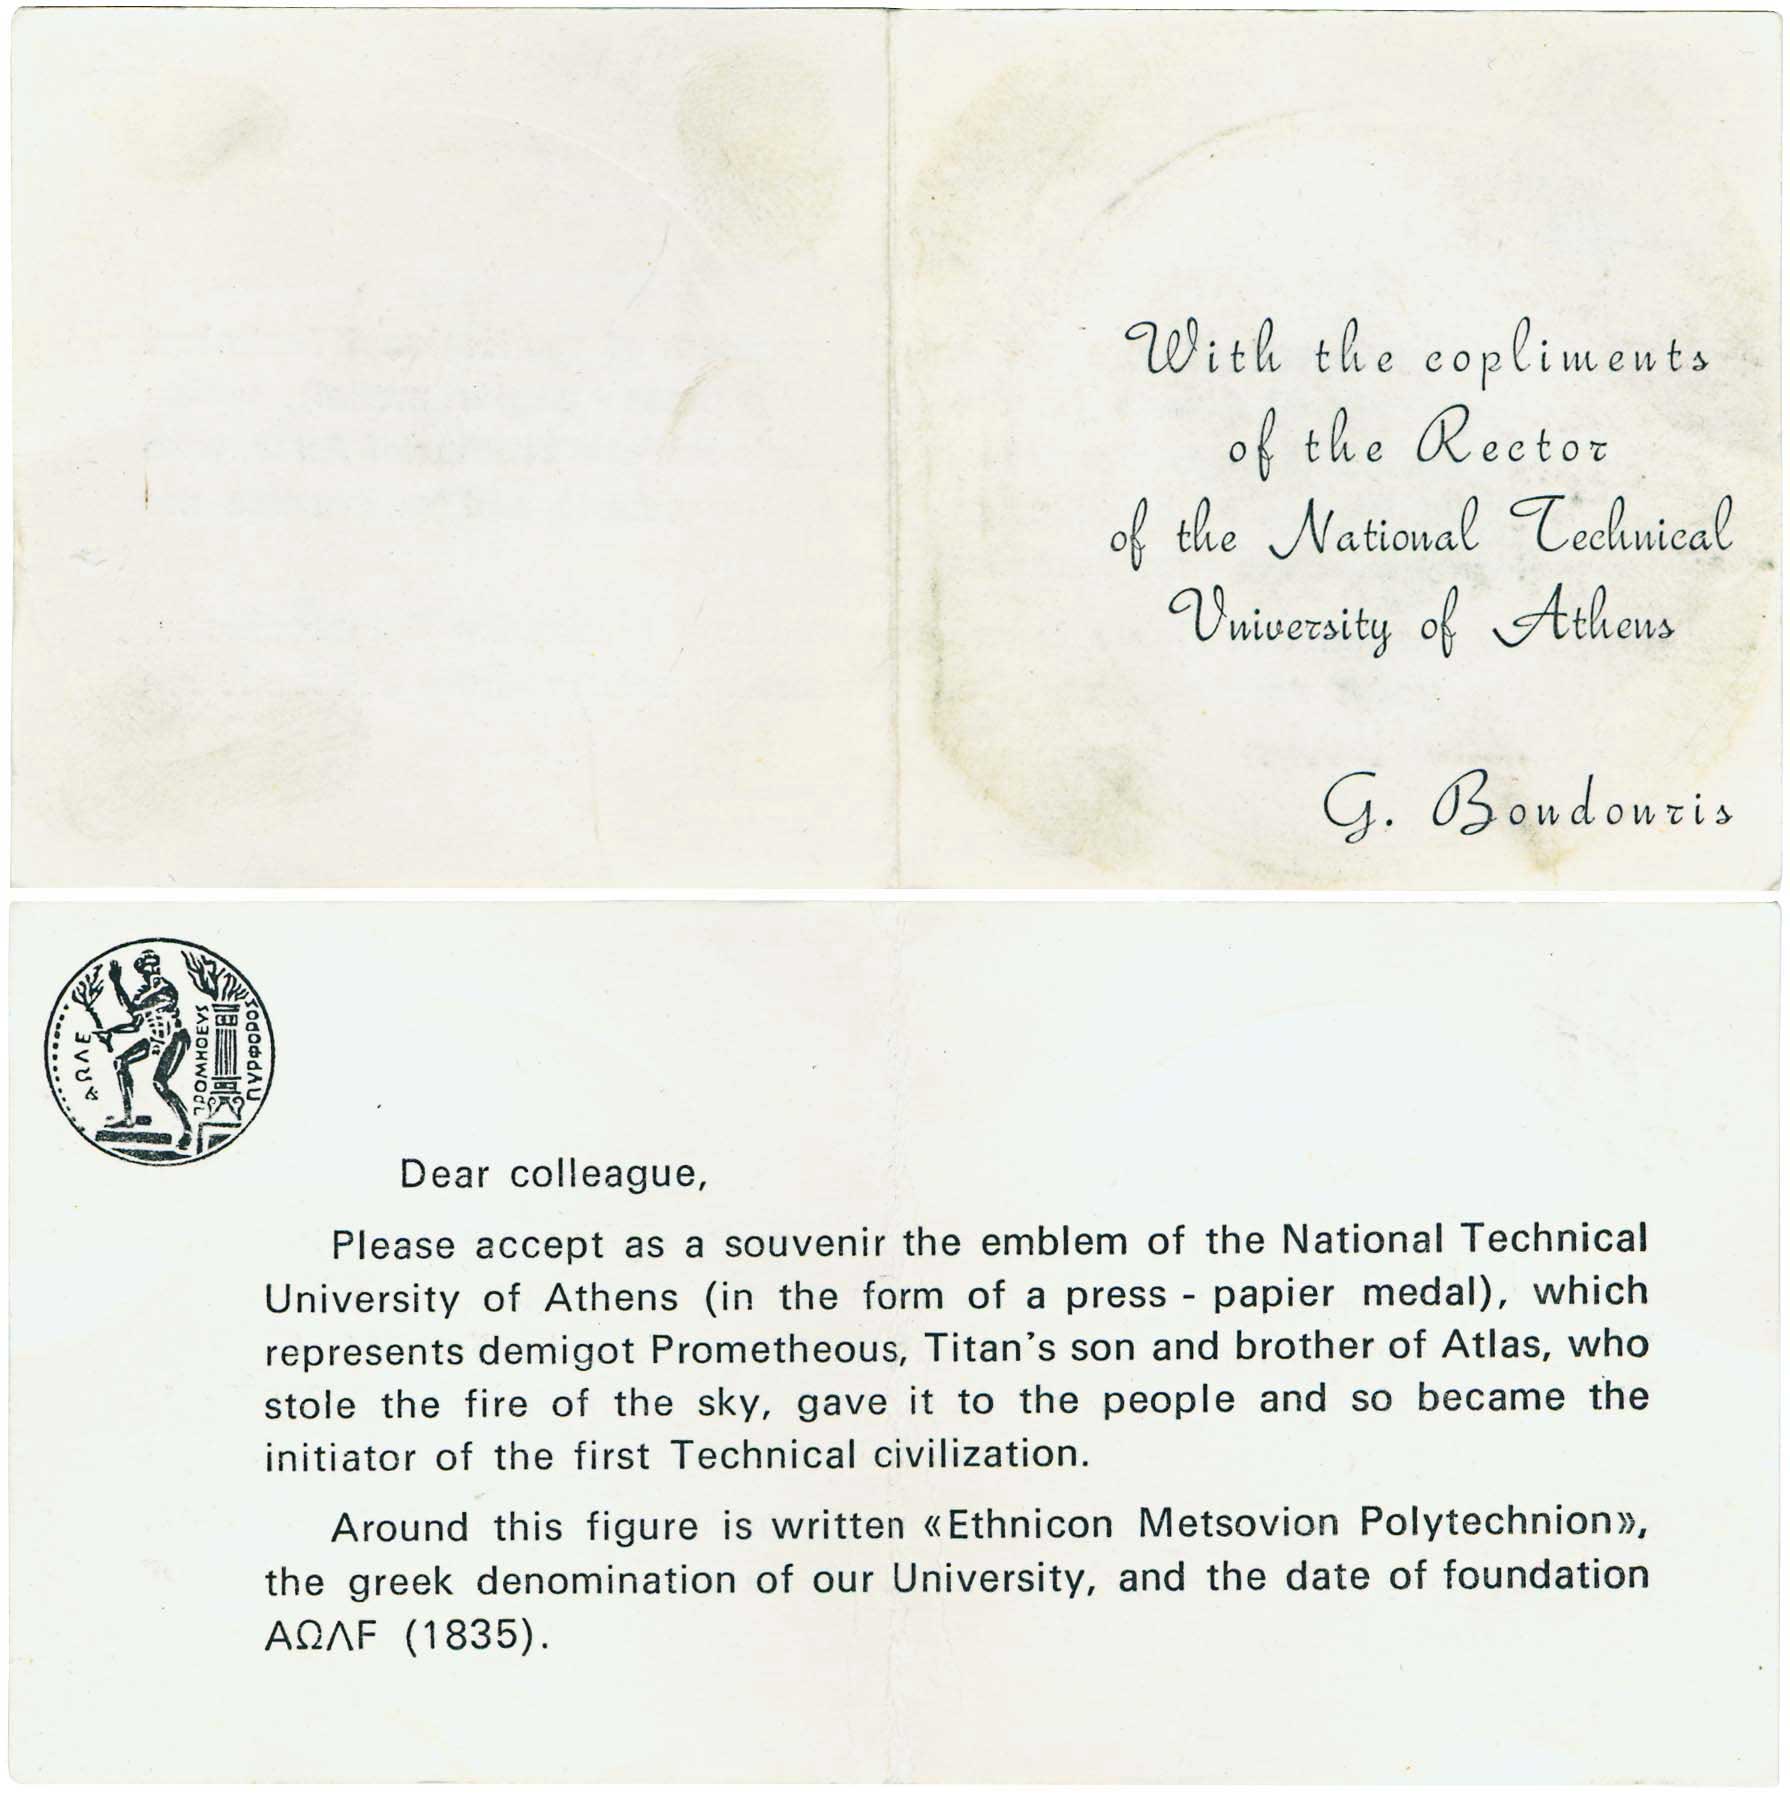 With the copliments
of the Rector
of the National Technical
University of Athens
G. Boudouris
ΑΩΛΕ
ΠΡΟΜΗΘΕΥΣ
ΠΥΡΦΟΡΟΣ
Dear colleague,
Please accept as a souvenir the emblem of the National Technical
University of Athens (in the form of a press - papier medal), which
represents demigot Prometheous, Titan's son and brother of Atlas, who
stole the fire of the sky, gave it to the people and so became the
initiator of the first Technical civilization.
Around this figure is written «Ethnicon Metsovion Polytechnion»,
the greek denomination of our University, and the date of foundation
ΑΩΛF (1835).